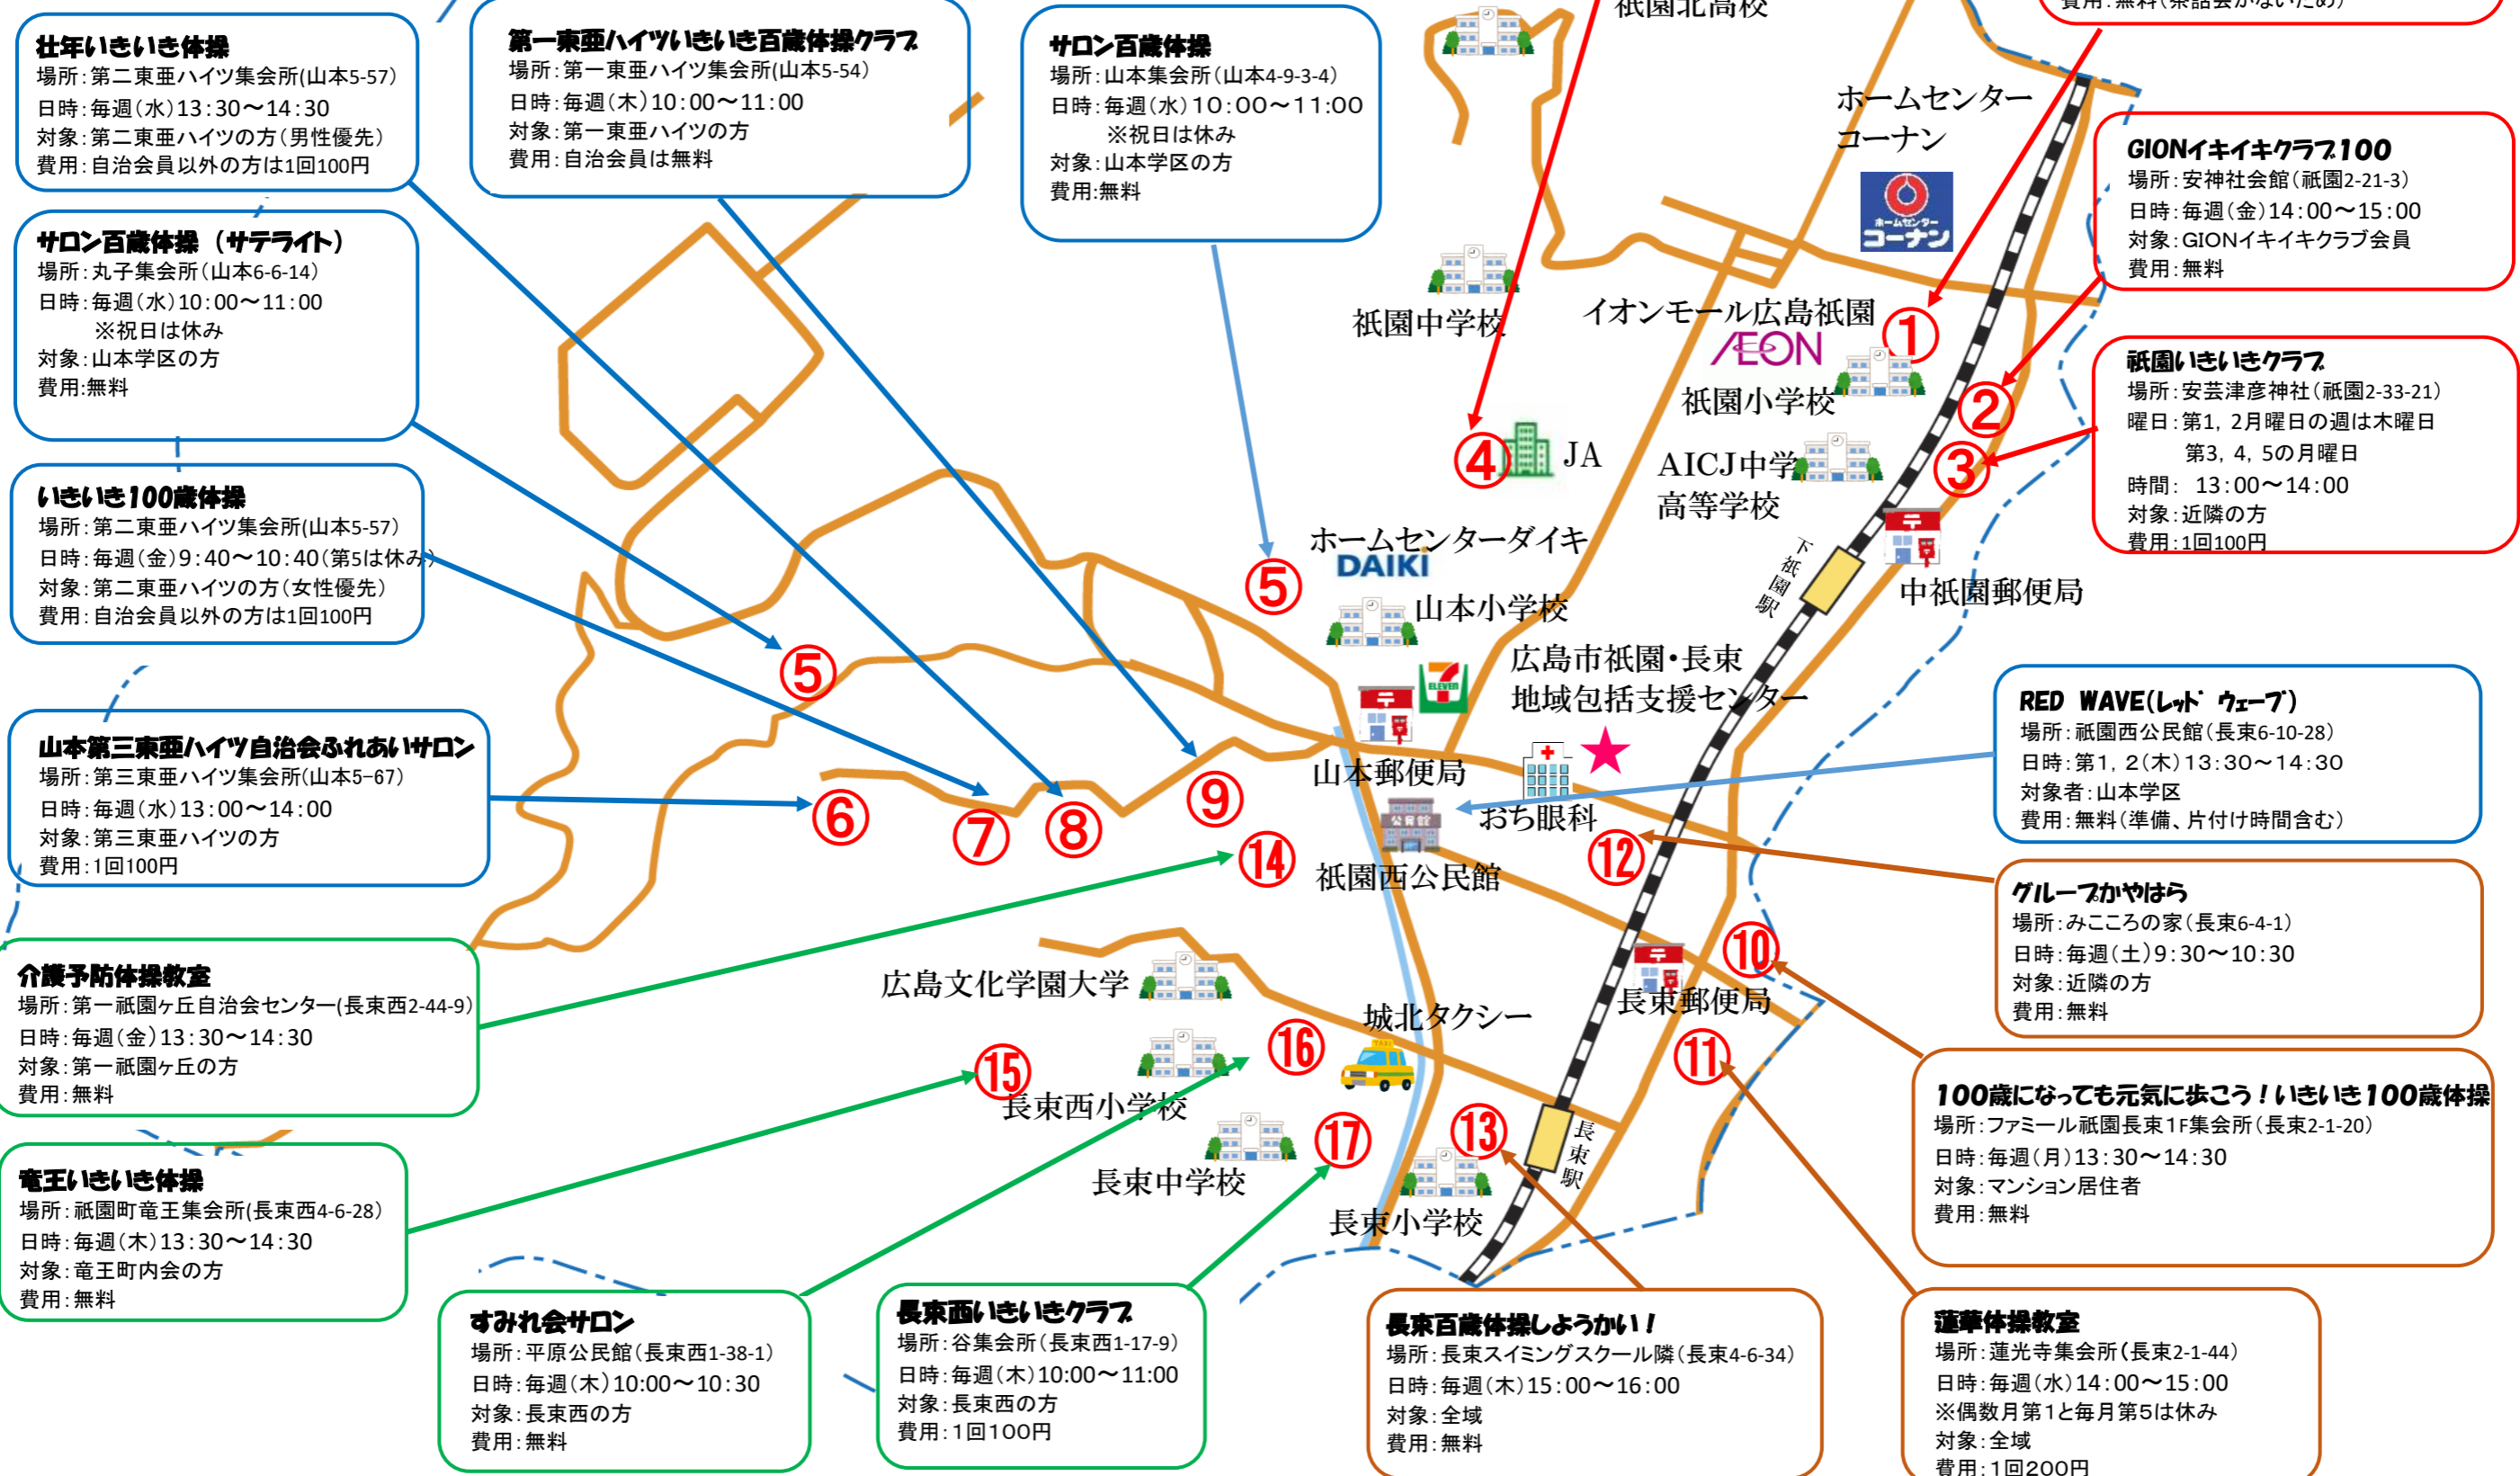 壮年いきいき体操
場所：第二東亜ハイツ集会所(山本5-57)
日時：毎週(水)13：30～14：30
対象：第二東亜ハイツの方(男性優先)
費用：自治会員以外の方は1回100円
第一東亜ハイツいきいき百歳体操クラブ
場所：第一東亜ハイツ集会所(山本5-54)
日時：毎週(木)10：00～11：00
対象：第一東亜ハイツの方
費用：自治会員は無料
サロン百歳体操
場所：山本集会所(山本4-9-3-4)
日時：毎週(水)10：00～11：00
※祝日は休み
対象：山本学区の方
費用:無料
祇園北高校
費用：無料(茶話会がないため)
ホームセンター
コーナン
ホームセンター
コーナン
GIONイキイキクラブ100
場所：安神社会館(祇園2-21-3)
日時：毎週(金)14：00～15：00
対象：GIONイキイキクラブ会員
費用：無料
サロン百歳体操（サテライト）
場所：丸子集会所(山本6-6-14)
日時：毎週(水)10：00～11：00
※祝日は休み
対象：山本学区の方
費用:無料
祇園中学校
イオンモール広島祇園
ÆON
①
祇園小学校
②
祇園いきいきクラブ
場所：安芸津彦神社(祇園2-33-21)
曜日：第1，2月曜日の週は木曜日
第3，4，5の月曜日
時間： 13：00～14：00
対象：近隣の方
費用：1回100円
④
JA
AICJ中学
高等学校
③
いきいき100歳体操
場所：第二東亜ハイツ集会所(山本5-57)
日時：毎週(金)9：40～10：40(第5は休み)
対象：第二東亜ハイツの方(女性優先)
費用：自治会員以外の方は1回100円
ホームセンターダイキ
DAIKI
⑤
山本小学校
下祇園駅
中祇園郵便局
⑤
広島市祇園・長束
地域包括支援センター
7
ELEVEN
山本郵便局
おち眼科
RED WAVE(レッド ウェーブ)
場所：祇園西公民館(長束6-10-28)
日時：第1，2(木)13：30～14：30
対象者：山本学区
費用：無料(準備、片付け時間含む)
山本第三東亜ハイツ自治会ふれあいサロン
場所：第三東亜ハイツ集会所(山本5-67)
日時：毎週(水)13：00～14：00
対象：第三東亜ハイツの方
費用：1回100円
⑥
⑦
⑧
⑨
⑭
公民館
祇園西公民館
⑫
グループかやはら
場所：みこころの家(長束6-4-1)
日時：毎週(土)9：30～10：30
対象：近隣の方
費用：無料
介護予防体操教室
場所：第一祇園ヶ丘自治会センター(長束西2-44-9)
日時：毎週(金)13：30～14：30
対象：第一祇園ヶ丘の方
費用：無料
広島文化学園大学
⑩
長束郵便局
城北タクシー
TAXI
⑪
⑮
⑯
長束西小学校
100歳になっても元気に歩こう！いきいき100歳体操
場所：ファミール祇園長束1F集会所(長束2-1-20)
日時：毎週(月)13：30～14：30
対象：マンション居住者
費用：無料
長束中学校
⑰
⑬
長束駅
長束小学校
竜王いきいき体操
場所：祇園町竜王集会所(長束西4-6-28)
日時：毎週(木)13：30～14：30
対象：竜王町内会の方
費用：無料
すみれ会サロン
場所：平原公民館(長束西1-38-1)
日時：毎週(木)10:00～10：30
対象：長束西の方
費用：無料
長束西いきいきクラブ
場所：谷集会所(長束西1-17-9)
日時：毎週(木)10:00～11:00
対象：長束西の方
費用：1回100円
長束百歳体操しようかい！
場所：長束スイミングスクール隣(長束4-6-34)
日時：毎週(木)15：00～16：00
対象：全域
費用：無料
蓮華体操教室
場所：蓮光寺集会所(長束2-1-44)
日時：毎週(水)14：00～15：00
※偶数月第1と毎月第5は休み
対象：全域
費用：1回200円